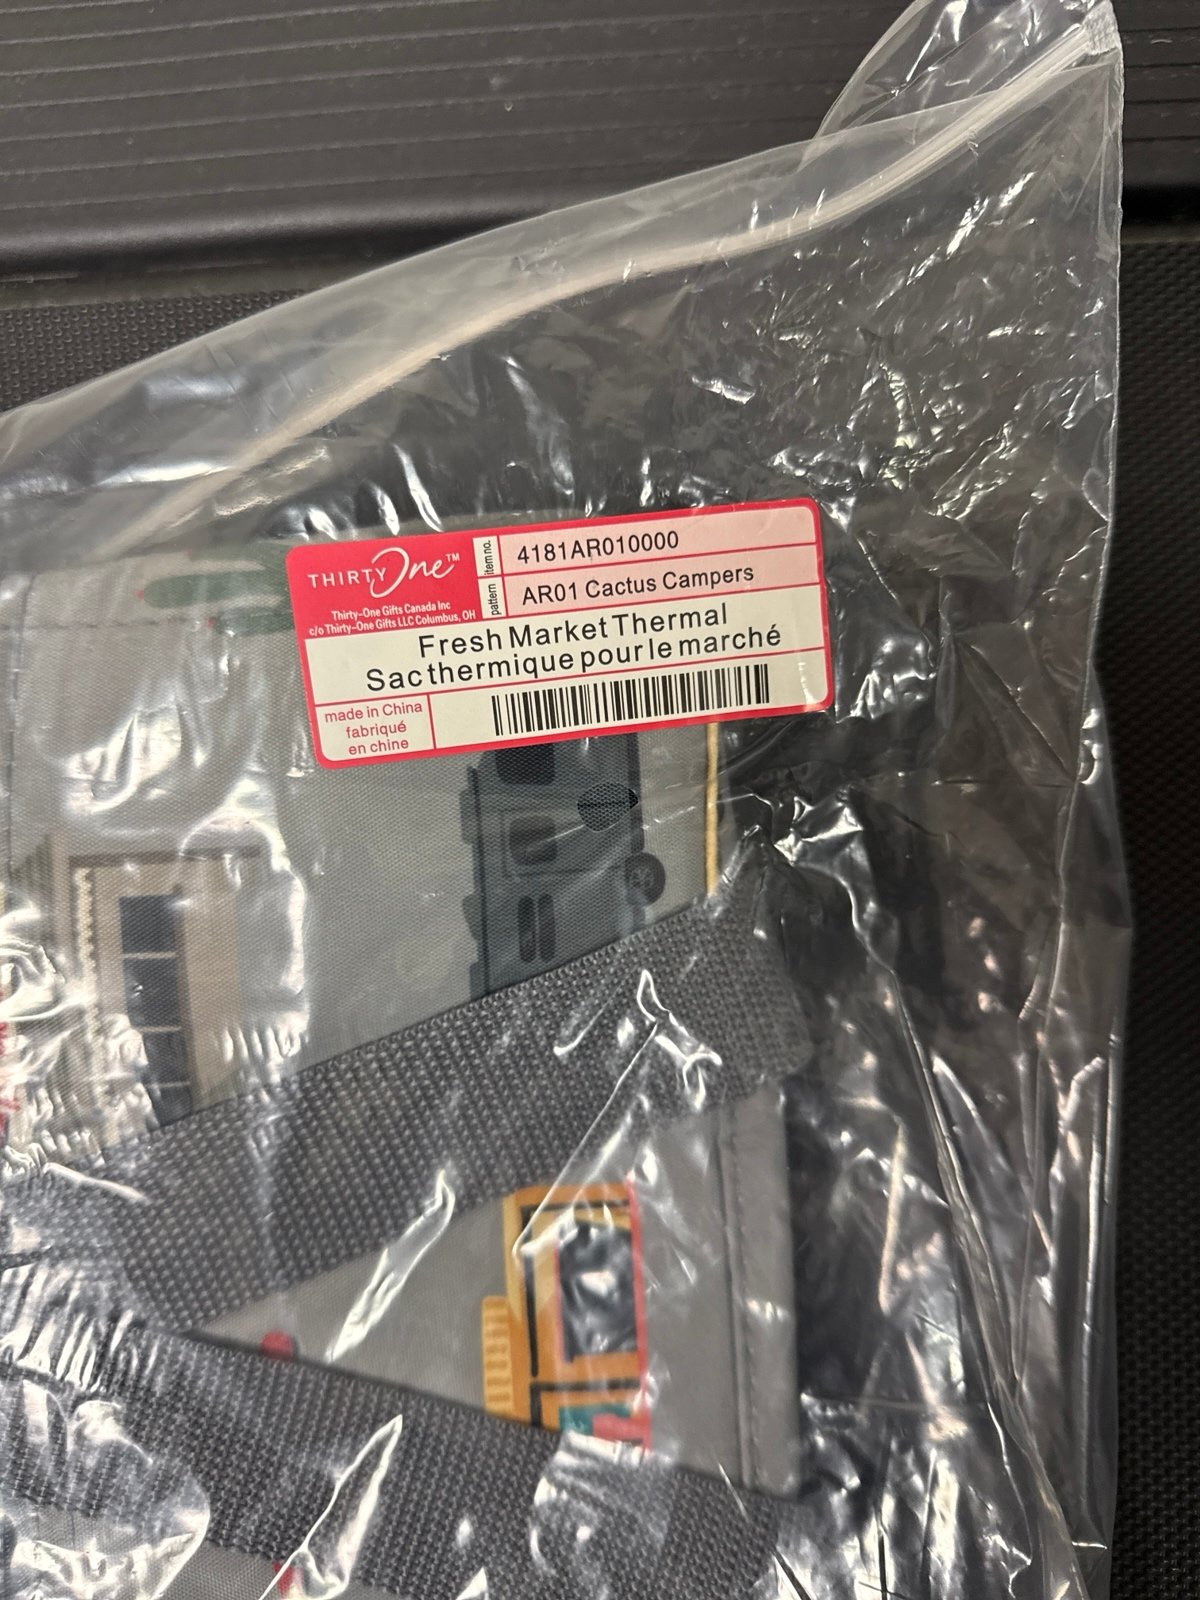 THIRTY One™
Thirty-One Gifts Canada Inc
c/o Thirty-One Gifts LLC Columbus, OH
item no. 4181AR010000
pattern AR01 Cactus Campers
Fresh Market Thermal
Sac thermique pour le marché
made in China
fabriqué
en chine